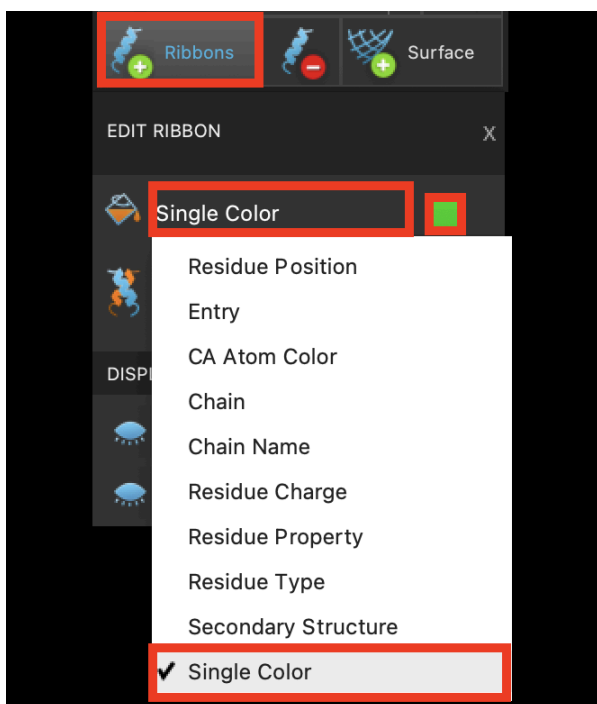 Ribbons
Surface
EDIT RIBBON X
Single Color
Residue Position
Entry
CA Atom Color
DISP
Chain
Chain Name
Residue Charge
Residue Property
Residue Type
Secondary Structure
Single Color